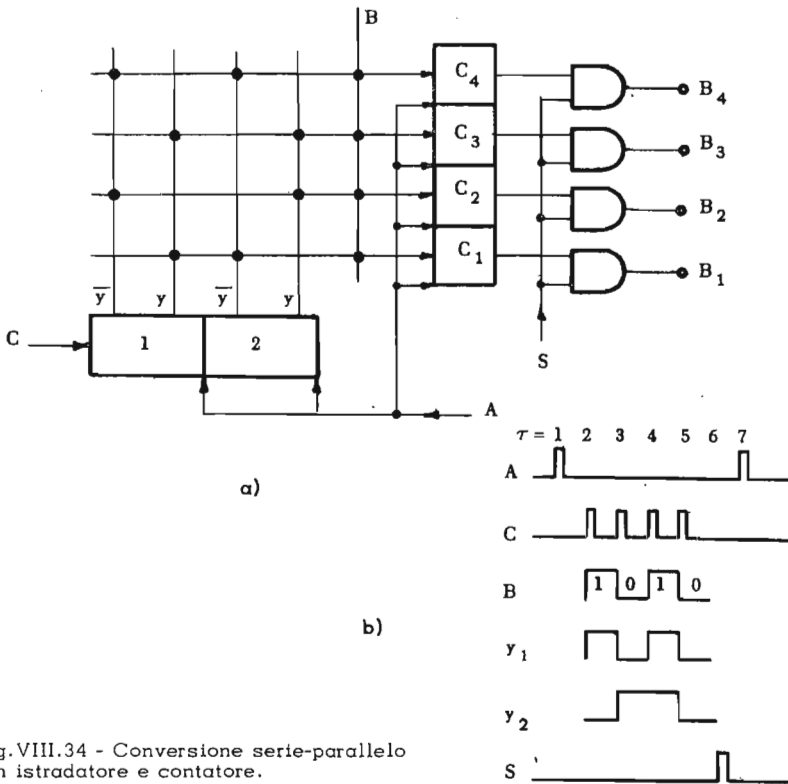 B
C4 B4
C3 B3
C2 B2
C1 B1
y̅ y y̅ y
C 1 2
S
A
a)
τ = 1 2 3 4 5 6 7
A
C
B 1 0 1 0
b)
y1
y2
g. VIII.34 - Conversione serie-parallelo
istradatore e contatore.
S